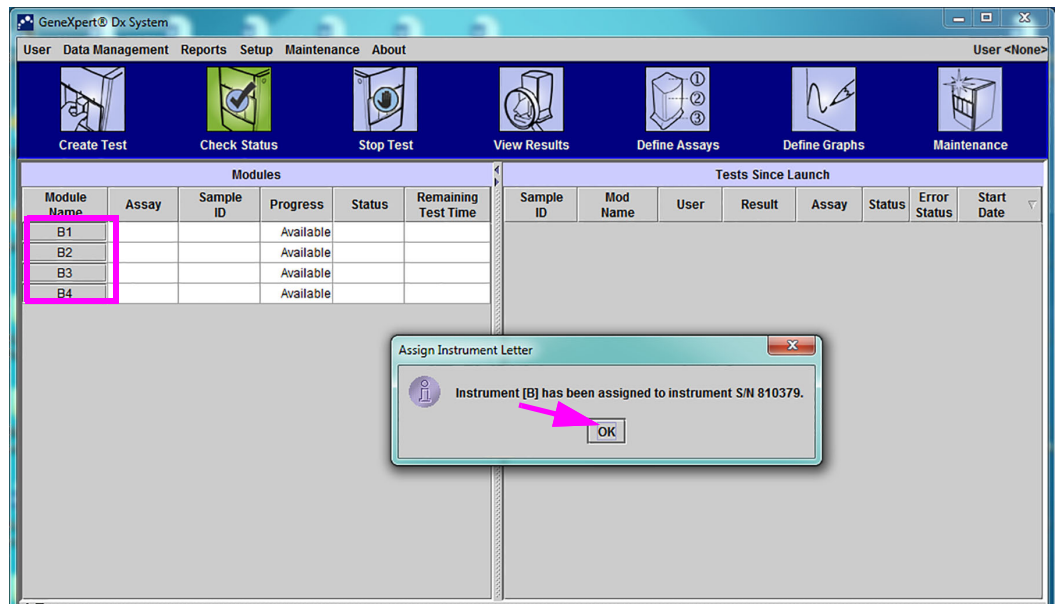 GeneXpert® Dx System
User Data Management Reports Setup Maintenance About User <None>
① ② ③
Create Test Check Status Stop Test View Results Define Assays Define Graphs Maintenance
Modules
Tests Since Launch
Module Name Assay Sample ID Progress Status Remaining Test Time
Sample ID Mod Name User Result Assay Status Error Status Start Date
B1 Available
B2 Available
B3 Available
B4 Available
Assign Instrument Letter
Instrument [B] has been assigned to instrument S/N 810379.
OK